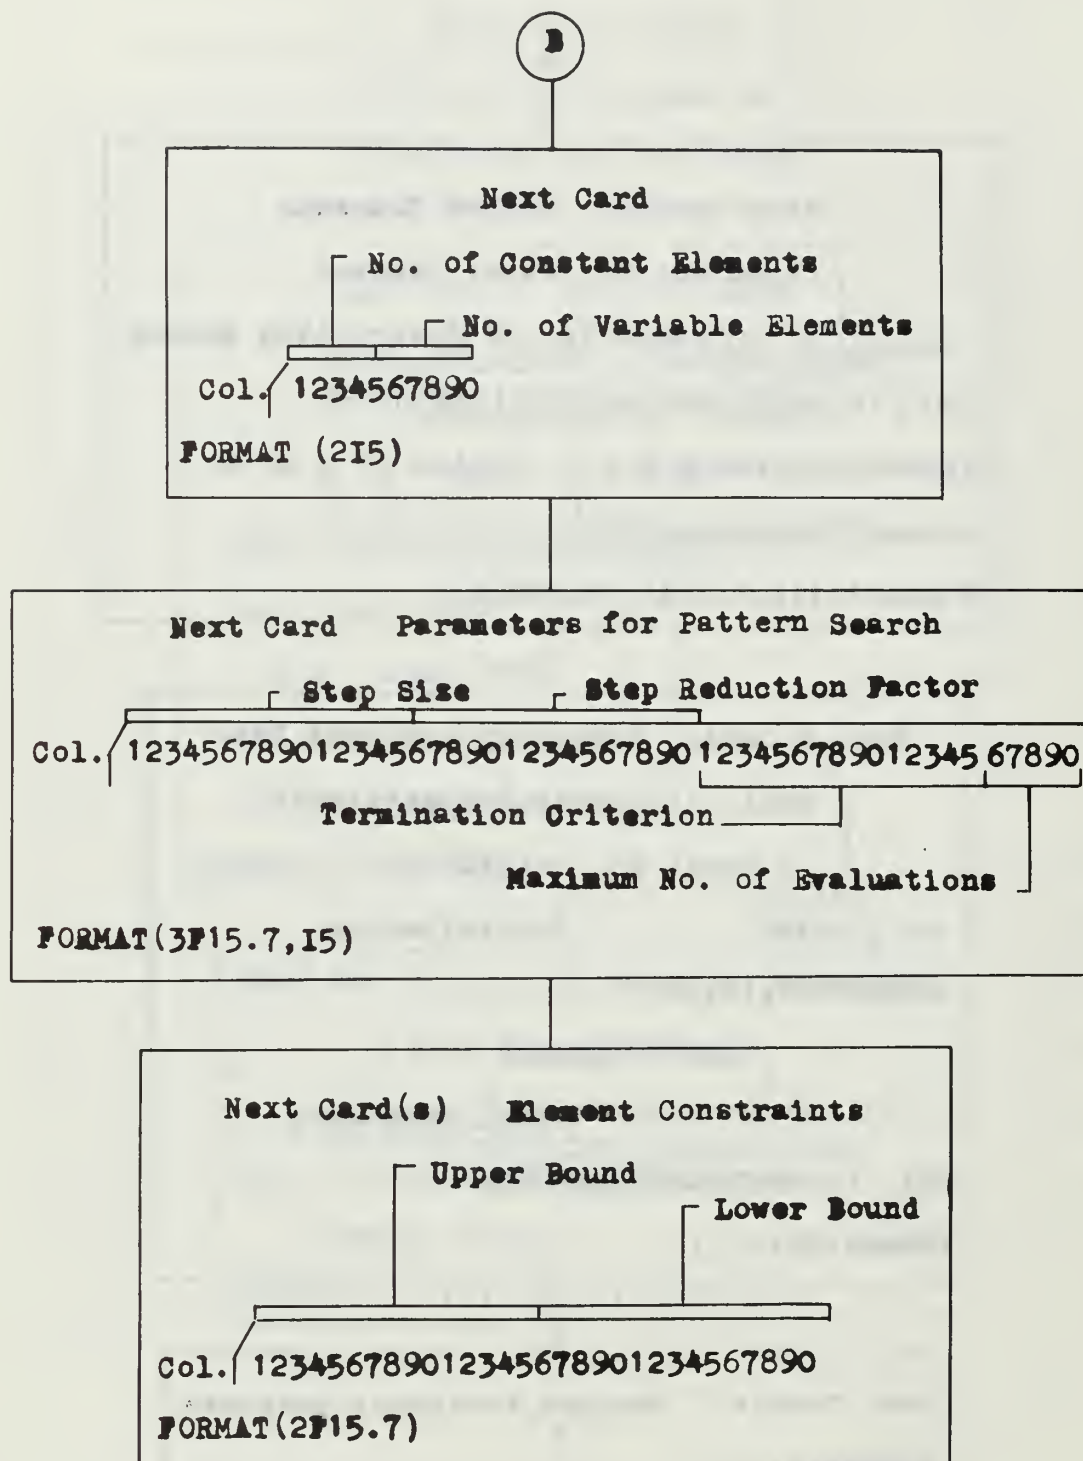 B
Next Card
No. of Constant Elements
No. of Variable Elements
Col. 1234567890
FORMAT (2I5)
Next Card Parameters for Pattern Search
Step Size Step Reduction Factor
Col. 12345678901234567890123456789012345678901234567890
Termination Criterion
Maximum No. of Evaluations
FORMAT(3F15.7,I5)
Next Card(s) Element Constraints
Upper Bound
Lower Bound
Col. 123456789012345678901234567890
FORMAT(2F15.7)